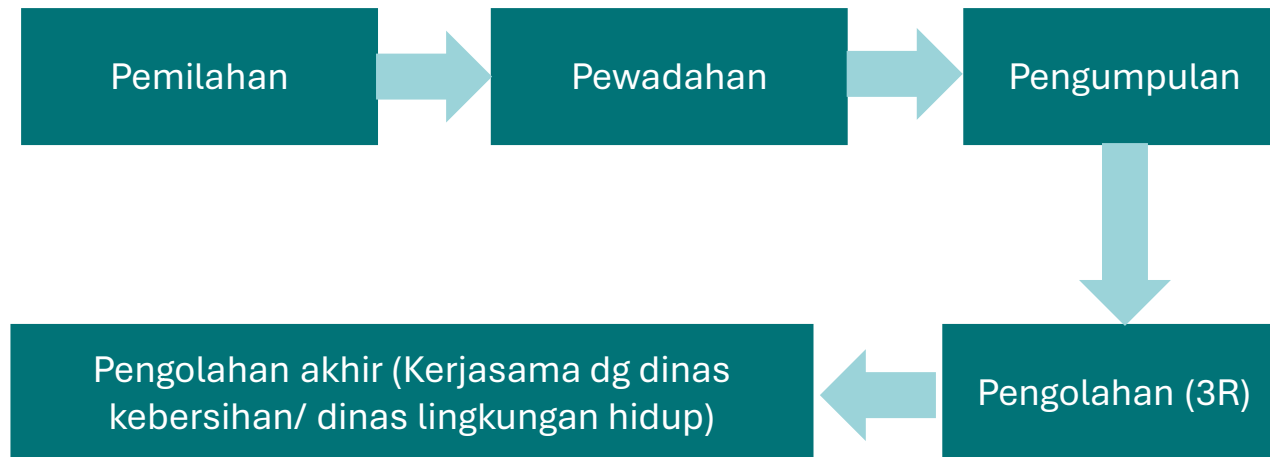 Pemilahan
Pewadahan
Pengumpulan
Pengolahan (3R)
Pengolahan akhir (Kerjasama dg dinas
kebersihan/ dinas lingkungan hidup)